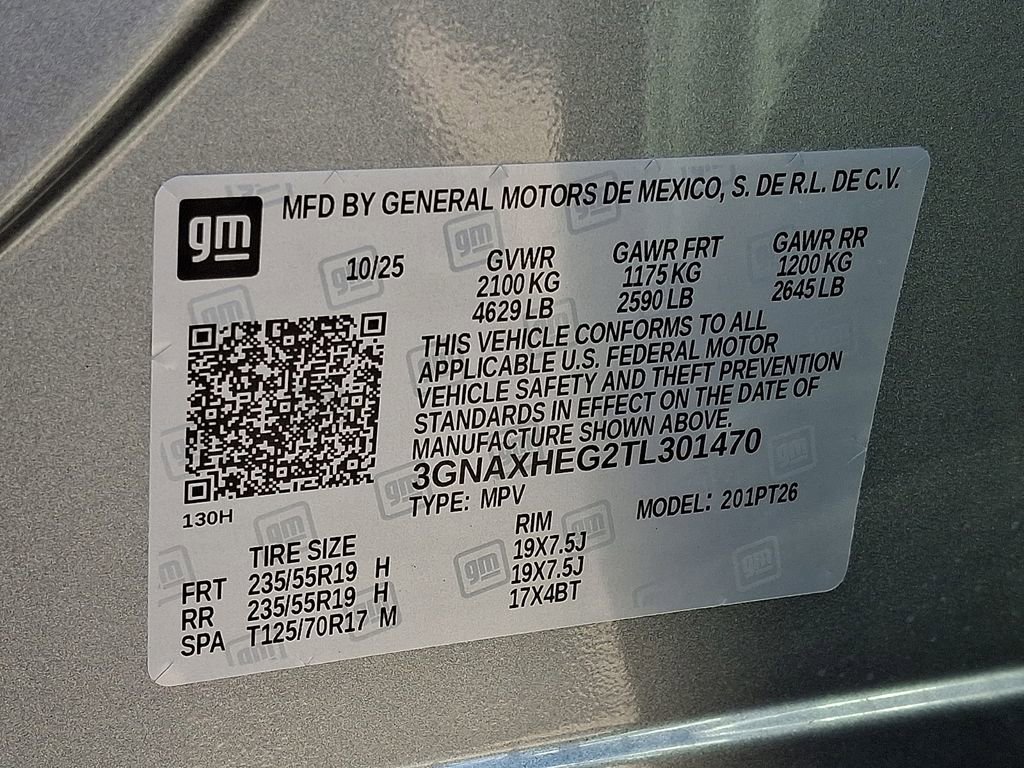 gm MFD BY GENERAL MOTORS DE MEXICO, S. DE R.L. DE C.V.
10/25 GVWR GAWR FRT GAWR RR
2100 KG 1175 KG 1200 KG
4629 LB 2590 LB 2645 LB
THIS VEHICLE CONFORMS TO ALL
APPLICABLE U.S. FEDERAL MOTOR
VEHICLE SAFETY AND THEFT PREVENTION
STANDARDS IN EFFECT ON THE DATE OF
MANUFACTURE SHOWN ABOVE.
3GNAXHEG2TL301470
TYPE: MPV MODEL: 201PT26
130H
TIRE SIZE RIM
FRT 235/55R19 H 19X7.5J
RR 235/55R19 H 19X7.5J
SPA T125/70R17 M 17X4BT